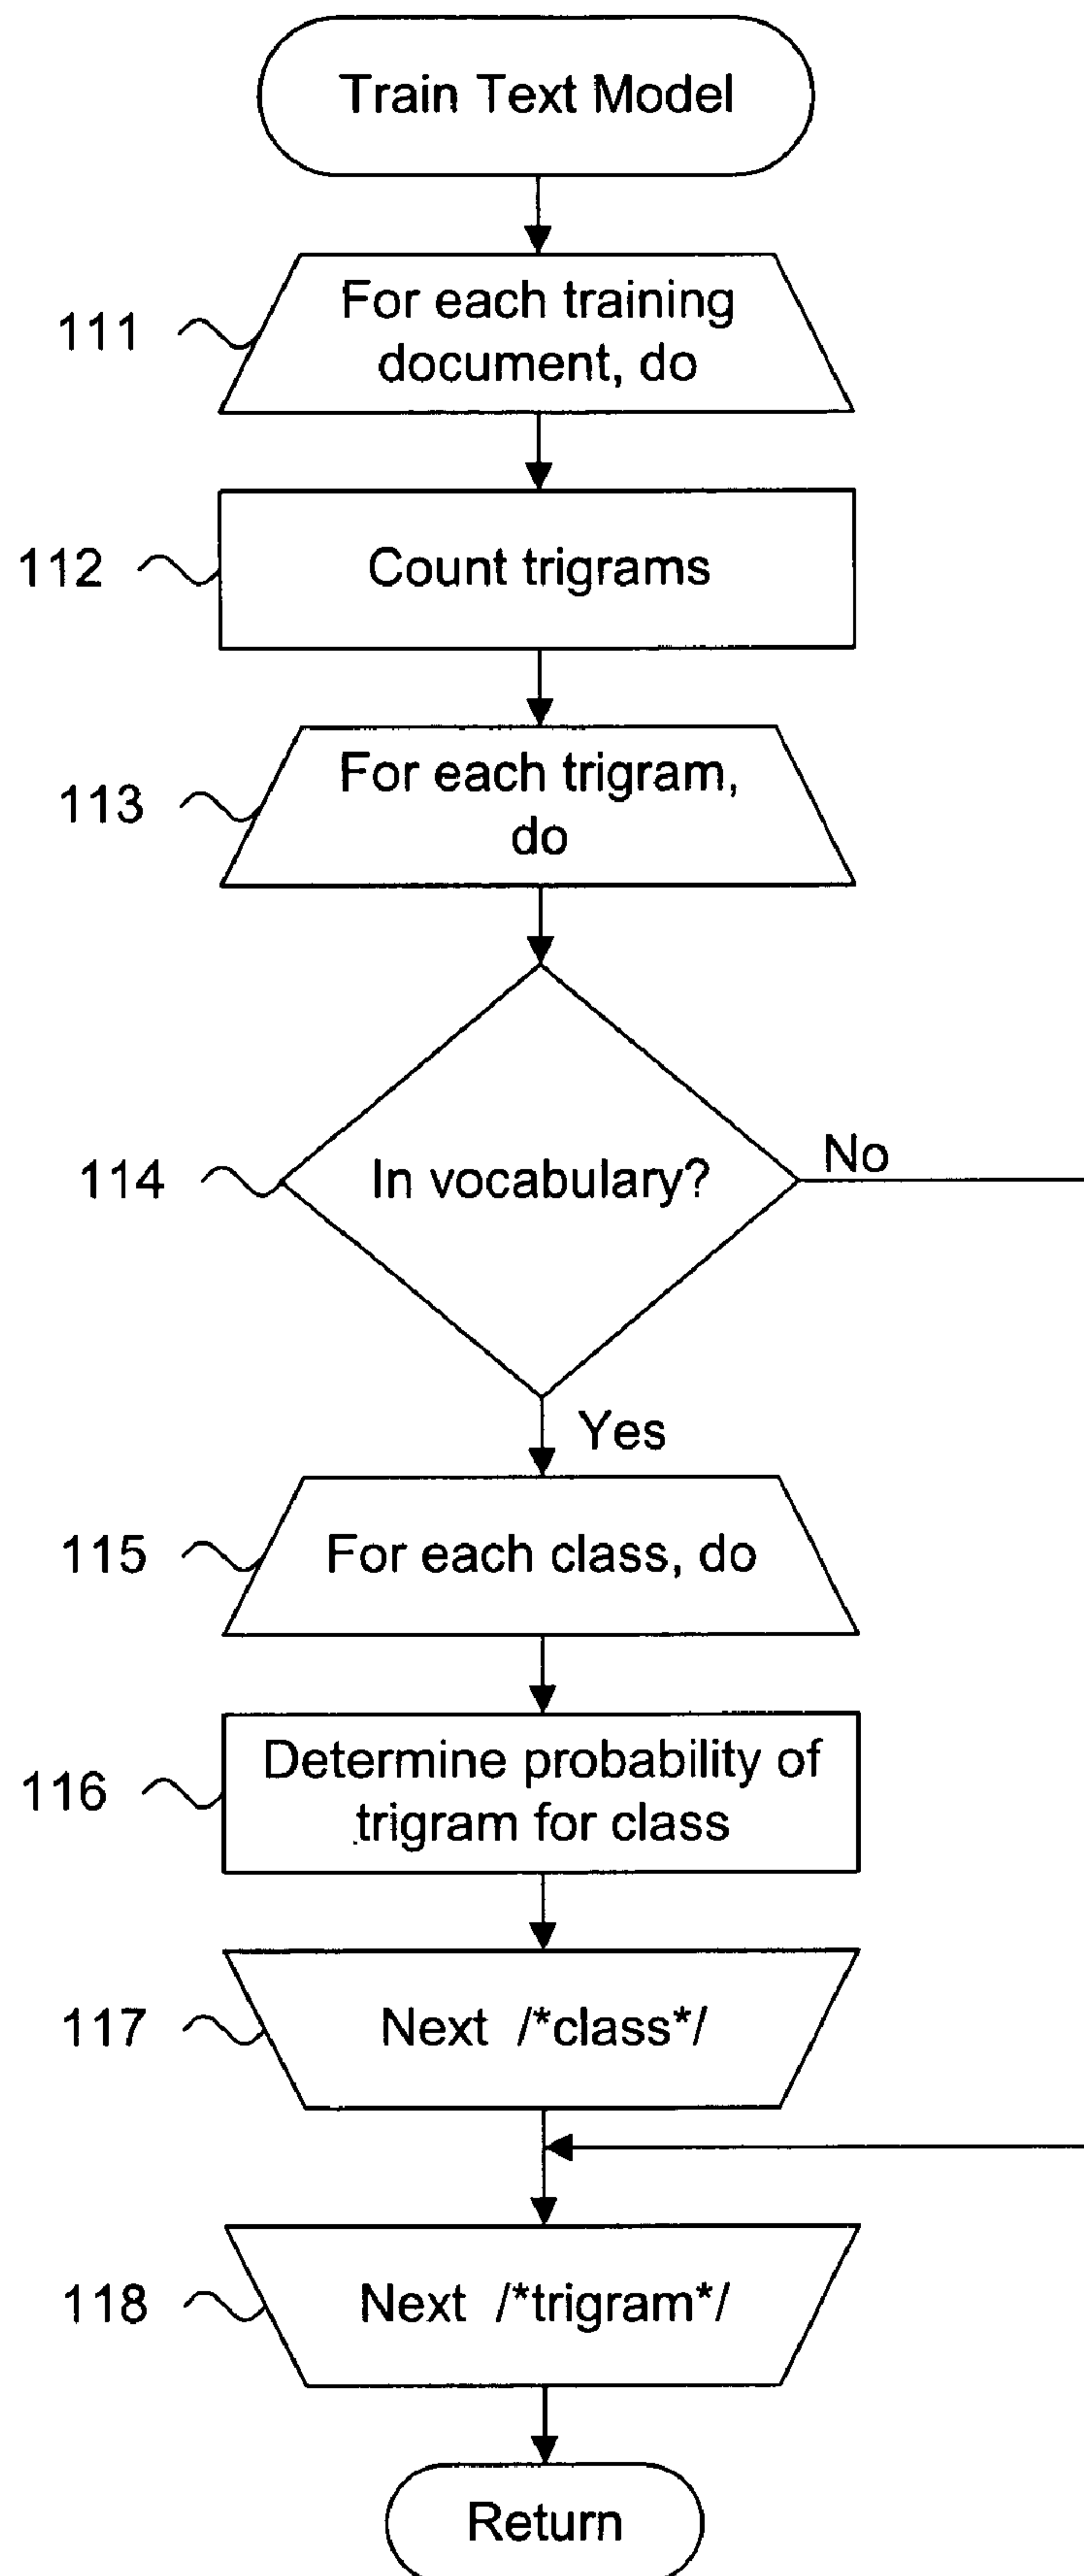 Train Text Model
111
For each training
document, do
112
Count trigrams
113
For each trigram,
do
114
In vocabulary?
No
Yes
115
For each class, do
116
Determine probability of
trigram for class
117
Next /*class*/
118
Next /*trigram*/
Return